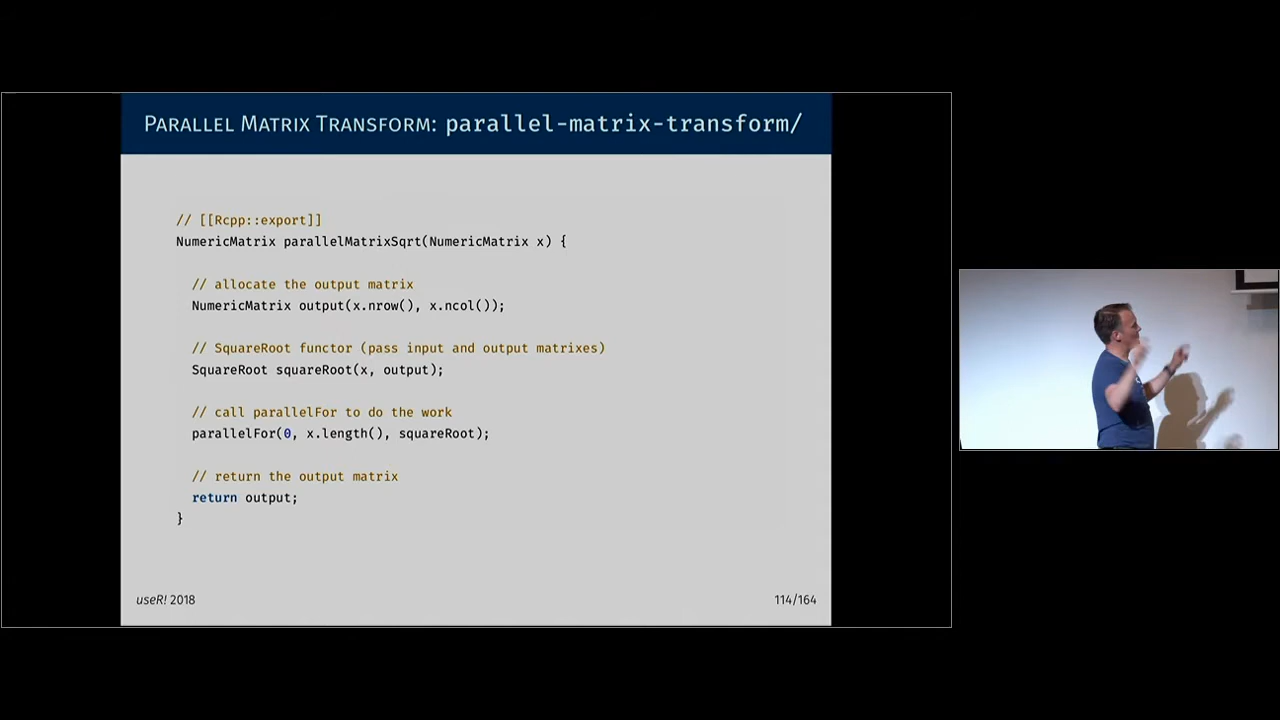 PARALLEL MATRIX TRANSFORM: parallel-matrix-transform/
// [[Rcpp::export]]
NumericMatrix parallelMatrixSqrt(NumericMatrix x) {
// allocate the output matrix
NumericMatrix output(x.nrow(), x.ncol());
// SquareRoot functor (pass input and output matrixes)
SquareRoot squareRoot(x, output);
// call parallelFor to do the work
parallelFor(0, x.length(), squareRoot);
// return the output matrix
return output;
}
useR! 2018
114/164